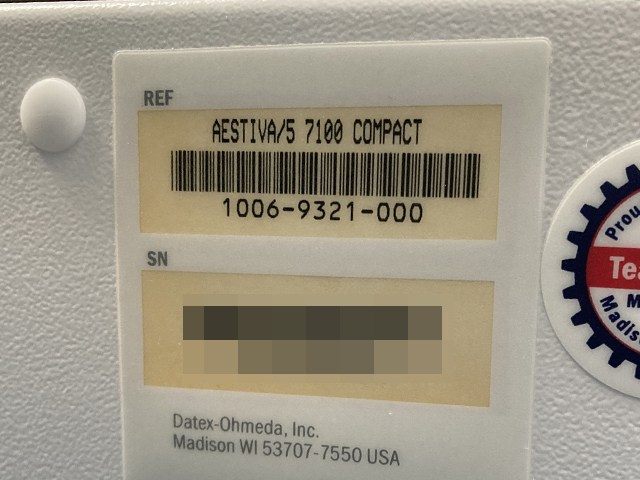 REF
AESTIVA/5 7100 COMPACT
1006-9321-000
SN
Datex-Ohmeda, Inc.
Madison WI 53707-7550 USA